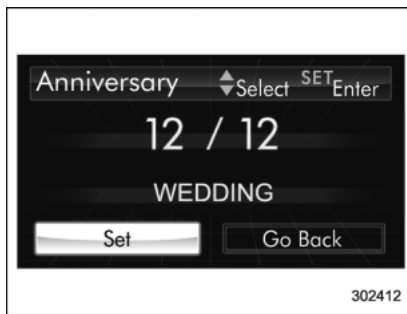 Anniversary Select SET Enter
12 / 12
WEDDING
Set Go Back
302412